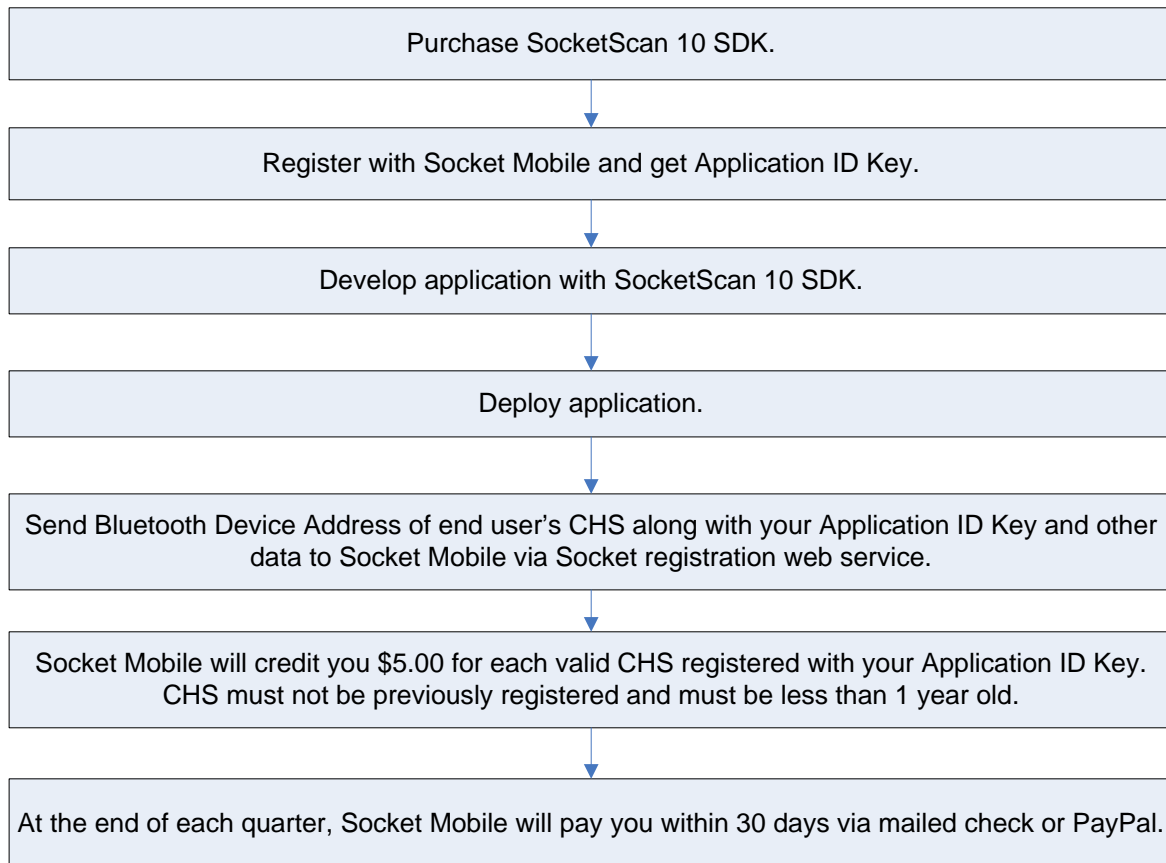 Purchase SocketScan 10 SDK.
Register with Socket Mobile and get Application ID Key.
Develop application with SocketScan 10 SDK.
Deploy application.
Send Bluetooth Device Address of end user's CHS along with your Application ID Key and other
data to Socket Mobile via Socket registration web service.
Socket Mobile will credit you $5.00 for each valid CHS registered with your Application ID Key.
CHS must not be previously registered and must be less than 1 year old.
At the end of each quarter, Socket Mobile will pay you within 30 days via mailed check or PayPal.